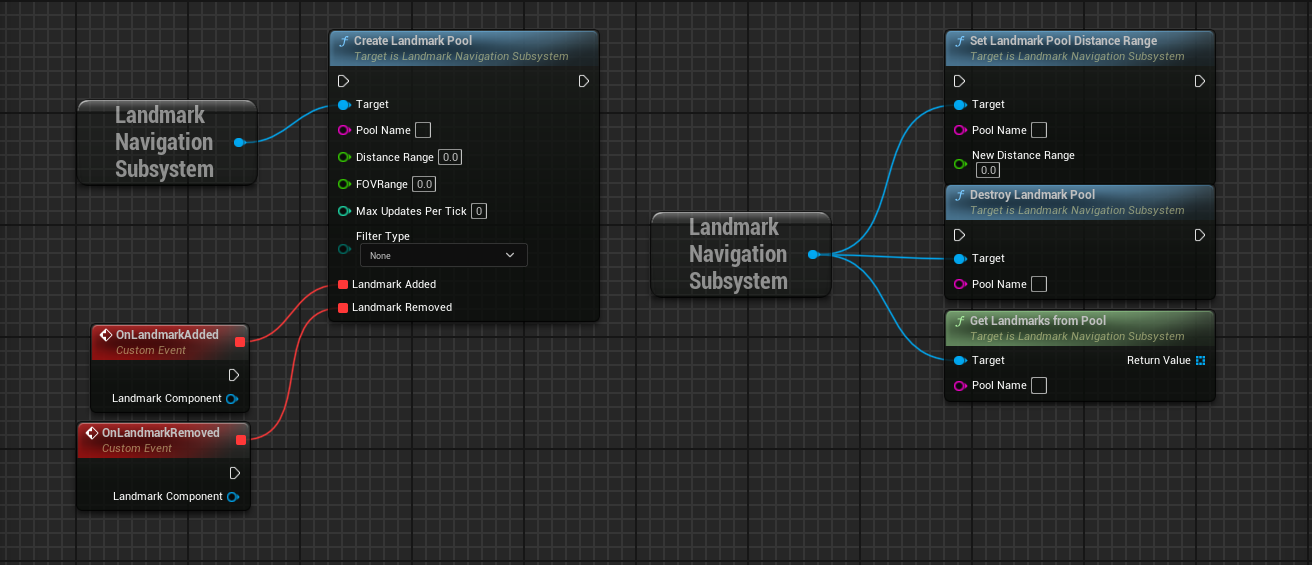 Landmark
Navigation
Subsystem
Create Landmark Pool
Target is Landmark Navigation Subsystem
Target
Pool Name
Distance Range 0.0
FOVRange 0.0
Max Updates Per Tick 0
Filter Type
None
Landmark Added
Landmark Removed
OnLandmarkAdded
Custom Event
Landmark Component
OnLandmarkRemoved
Custom Event
Landmark Component
Landmark
Navigation
Subsystem
Set Landmark Pool Distance Range
Target is Landmark Navigation Subsystem
Target
Pool Name
New Distance Range
0.0
Destroy Landmark Pool
Target is Landmark Navigation Subsystem
Target
Pool Name
Get Landmarks from Pool
Target is Landmark Navigation Subsystem
Target Return Value
Pool Name